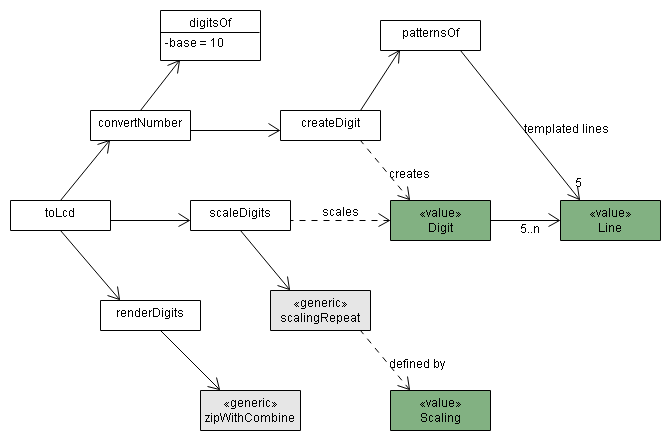 digitsOf
-base = 10
patternsOf
convertNumber
createDigit
templated lines
creates
5
toLcd
scaleDigits
scales
«value»
Digit
5..n
«value»
Line
renderDigits
«generic»
scalingRepeat
defined by
«generic»
zipWithCombine
«value»
Scaling